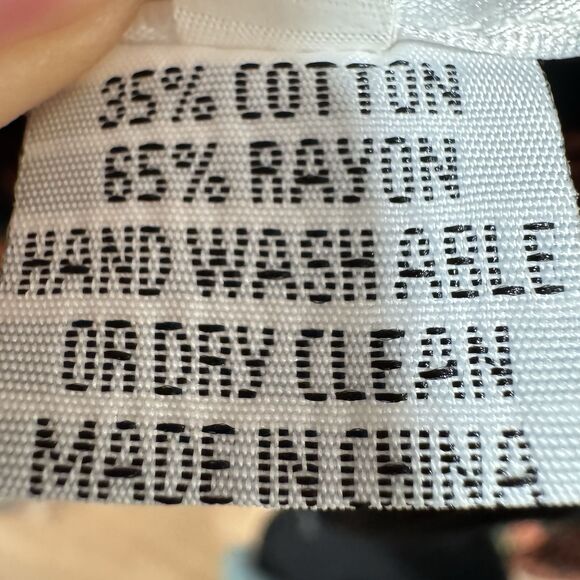 35% COTTON
65% RAYON
HAND WASH ABLE
OR DRY CLEAN
MADE IN CHINA